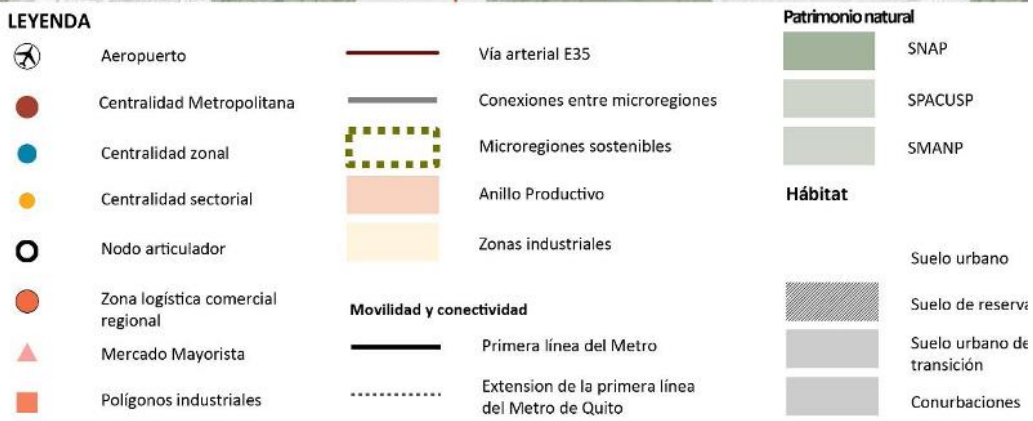 LEYENDA
Aeropuerto
Centralidad Metropolitana
Centralidad zonal
Centralidad sectorial
Nodo articulador
Zona logística comercial
regional
Mercado Mayorista
Polígonos industriales
Vía arterial E35
Conexiones entre microregiones
Microregiones sostenibles
Anillo Productivo
Zonas industriales
Movilidad y conectividad
Primera línea del Metro
Extension de la primera línea
del Metro de Quito
Patrimonio natural
SNAP
SPACUSP
SMANP
Hábitat
Suelo urbano
Suelo de reserva
Suelo urbano de
transición
Conurbaciones